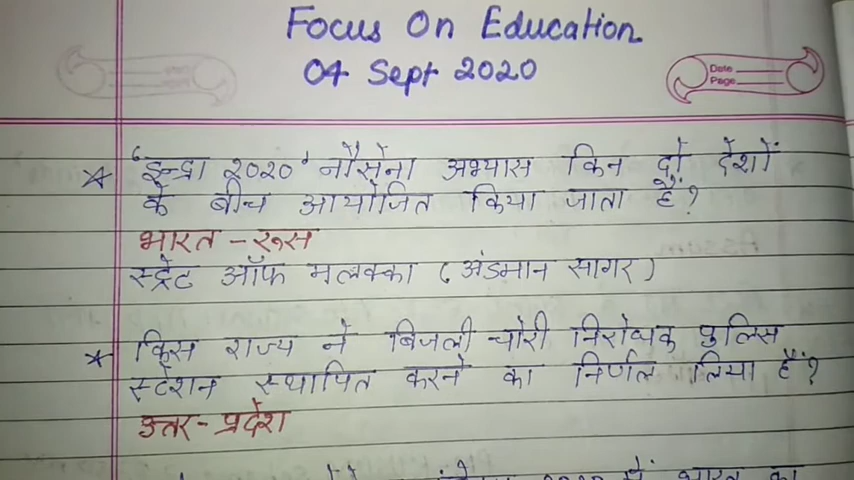 Focus On Education
04 Sept 2020
Date
Page
* 'इन्द्रा 2020' नौसेना अभ्यास किन दो देशों
के बीच आयोजित किया जाता है?
भारत - रूस
स्ट्रेट ऑफ मलक्का (अंडमान सागर)
* किस राज्य ने बिजली चोरी निरोधक पुलिस
स्टेशन स्थापित करने का निर्णल लिया है?
उत्तर - प्रदेश